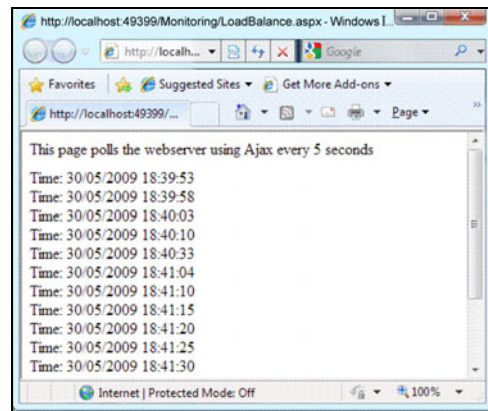 http://localhost:49399/Monitoring/LoadBalance.aspx - Windows I...
http://localh...
Google
Favorites
Suggested Sites
Get More Add-ons
http://localhost:49399/...
Page
This page polls the webserver using Ajax every 5 seconds
Time: 30/05/2009 18:39:53
Time: 30/05/2009 18:39:58
Time: 30/05/2009 18:40:03
Time: 30/05/2009 18:40:10
Time: 30/05/2009 18:40:33
Time: 30/05/2009 18:41:04
Time: 30/05/2009 18:41:10
Time: 30/05/2009 18:41:15
Time: 30/05/2009 18:41:20
Time: 30/05/2009 18:41:25
Time: 30/05/2009 18:41:30
Internet | Protected Mode: Off
100%